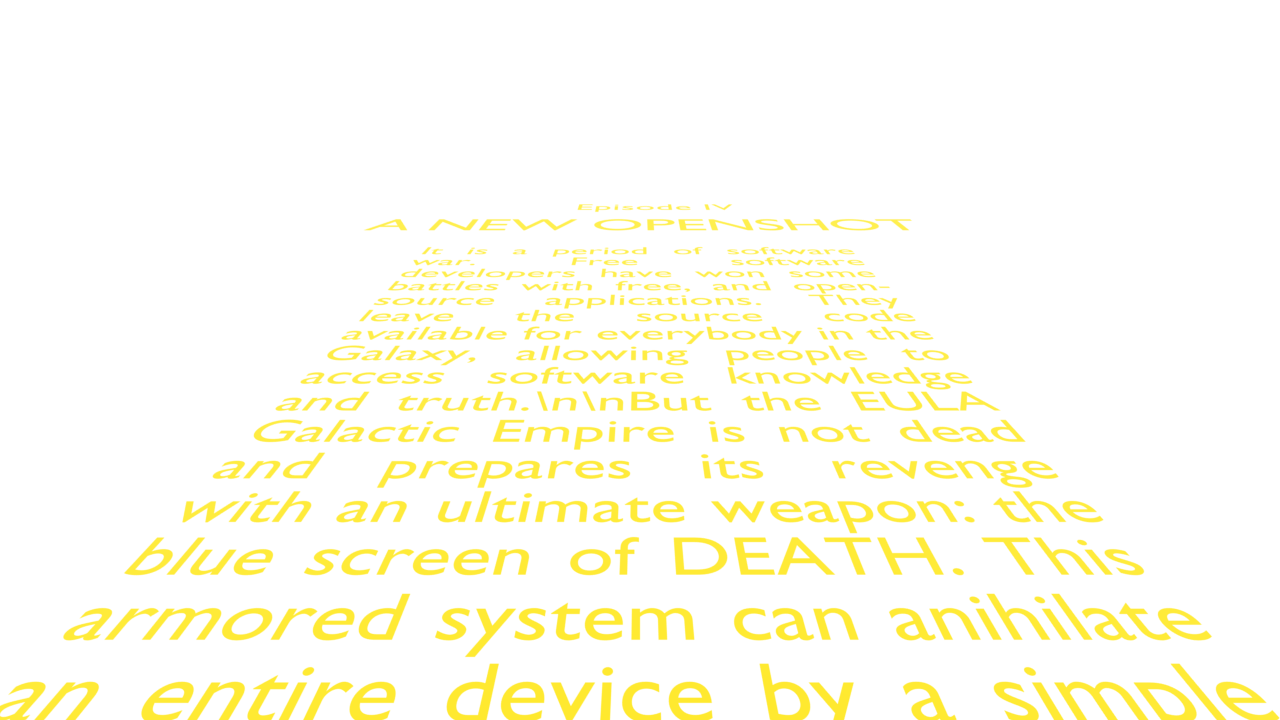 Episode IV
A NEW OPENSHOT
It is a period of software
war. Free software
developers have won some
battles with free, and open-
source applications. They
leave the source code
available for everybody in the
Galaxy, allowing people to
access software knowledge
and truth.\n\nBut the EULA
Galactic Empire is not dead
and prepares its revenge
with an ultimate weapon: the
blue screen of DEATH. This
armored system can anihilate
an entire device by a simple